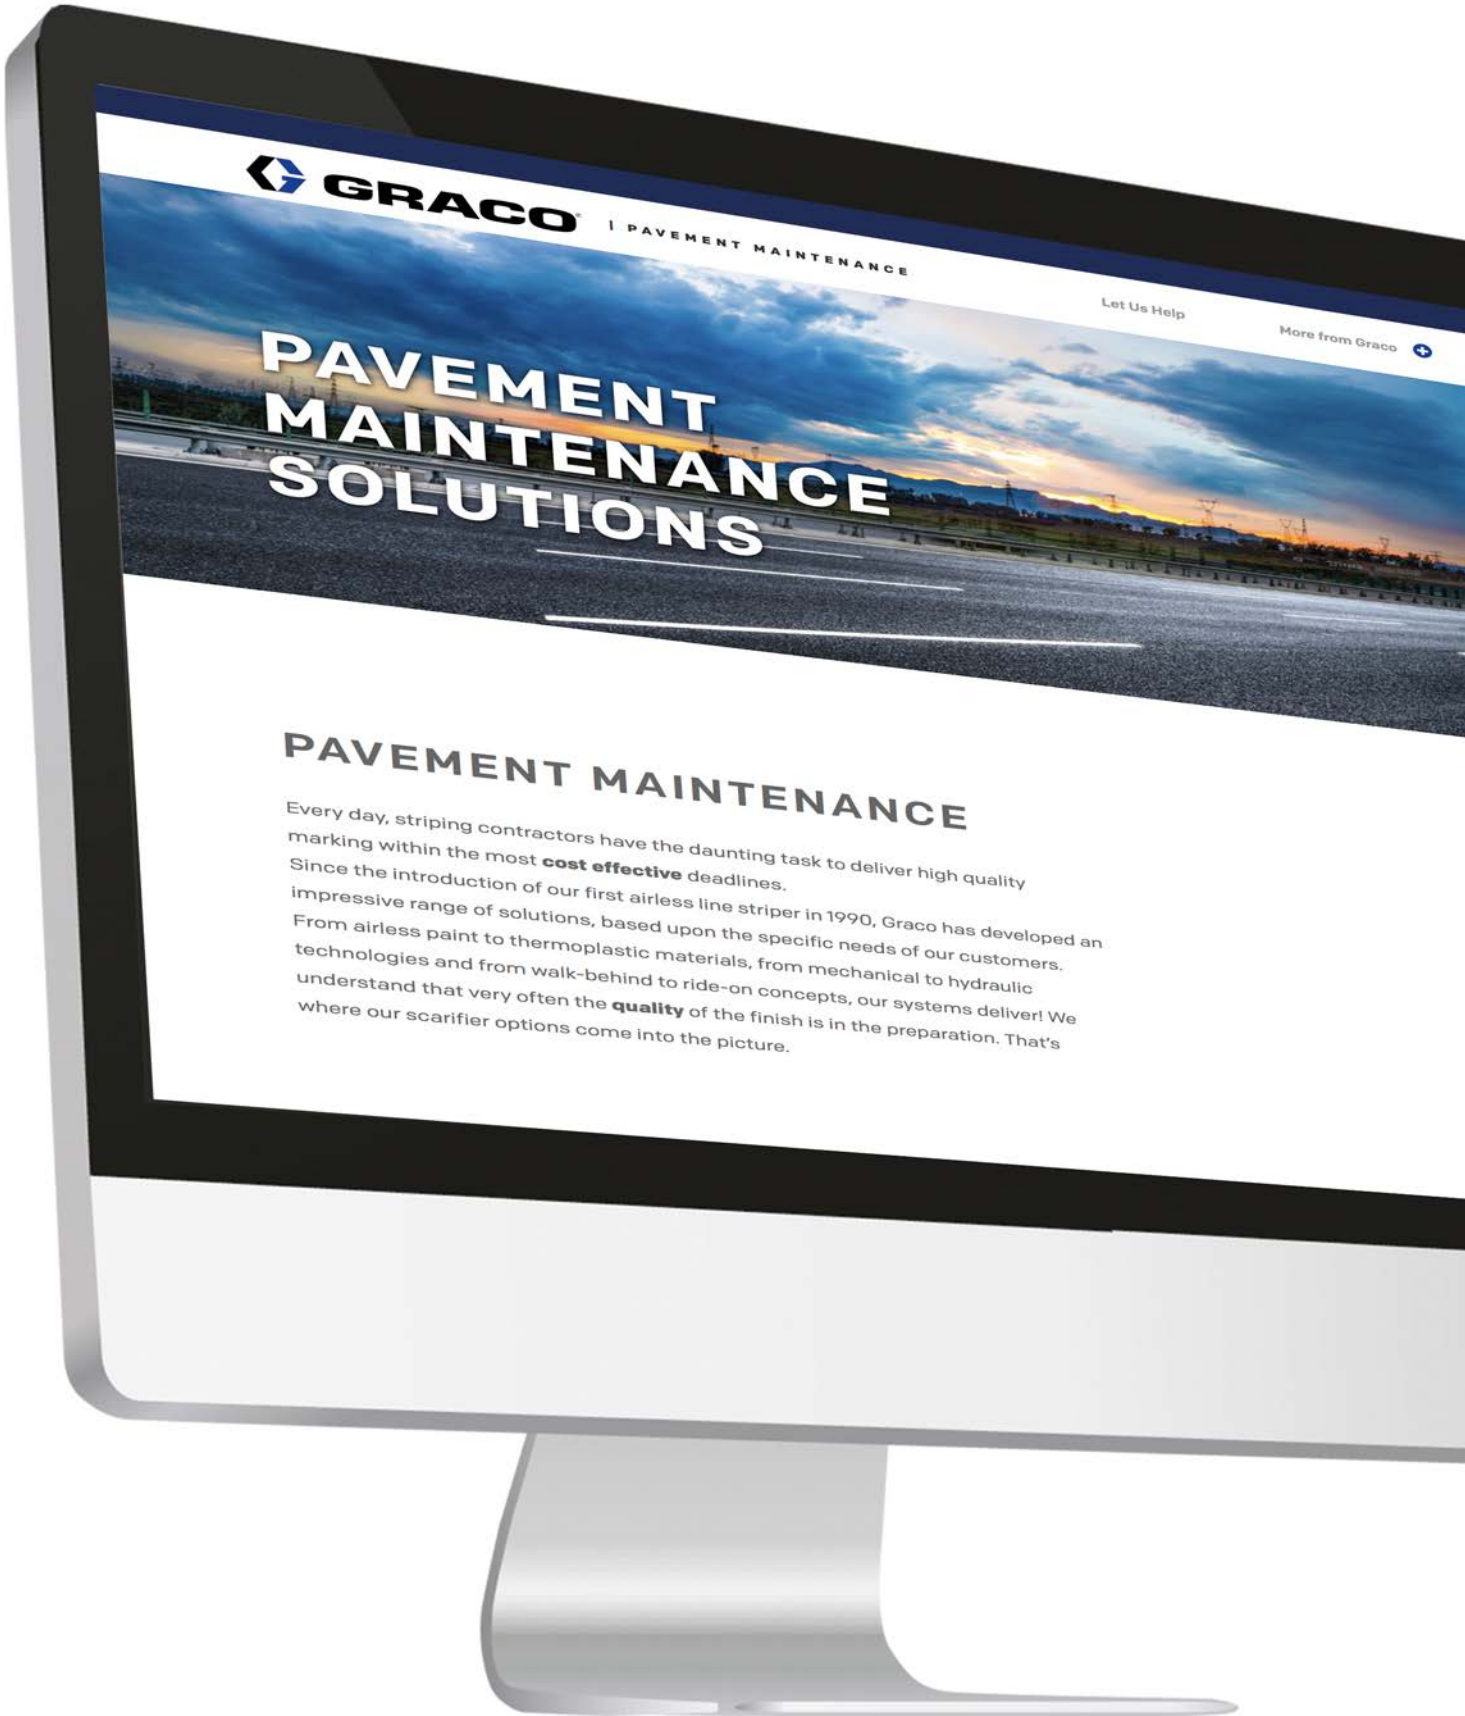 GRACO | PAVEMENT MAINTENANCE
Let Us Help
More from Graco
PAVEMENT
MAINTENANCE
SOLUTIONS
PAVEMENT MAINTENANCE
Every day, striping contractors have the daunting task to deliver high quality
marking within the most cost effective deadlines.
Since the introduction of our first airless line striper in 1990, Graco has developed an
impressive range of solutions, based upon the specific needs of our customers.
From airless paint to thermoplastic materials, from mechanical to hydraulic
technologies and from walk-behind to ride-on concepts, our systems deliver! We
understand that very often the quality of the finish is in the preparation. That's
where our scarifier options come into the picture.